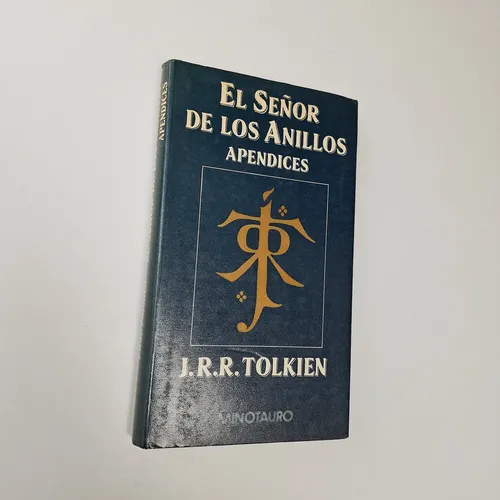 APENDICES
EL SEÑOR
DE LOS ANILLOS
APENDICES
J.R.R. TOLKIEN
MINOTAURO